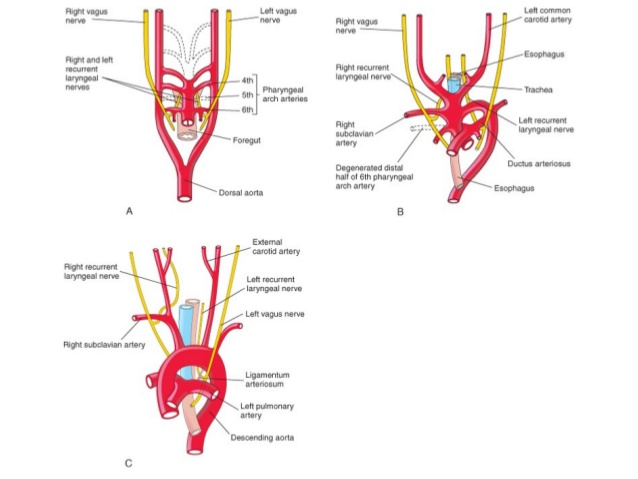 Right vagus
nerve
Left vagus
nerve
Right and left
recurrent
laryngeal
nerves
4th
5th
6th
Pharyngeal
arch arteries
Foregut
Dorsal aorta
A
Right vagus
nerve
Left common
carotid artery
Esophagus
Right recurrent
laryngeal nerve
Trachea
Right
subclavian
artery
Left recurrent
laryngeal nerve
Degenerated distal
half of 6th pharyngeal
arch artery
Ductus arteriosus
Esophagus
B
External
carotid artery
Right recurrent
laryngeal nerve
Left recurrent
laryngeal nerve
Left vagus nerve
Right subclavian artery
Ligamentum
arteriosum
Left pulmonary
artery
Descending aorta
C